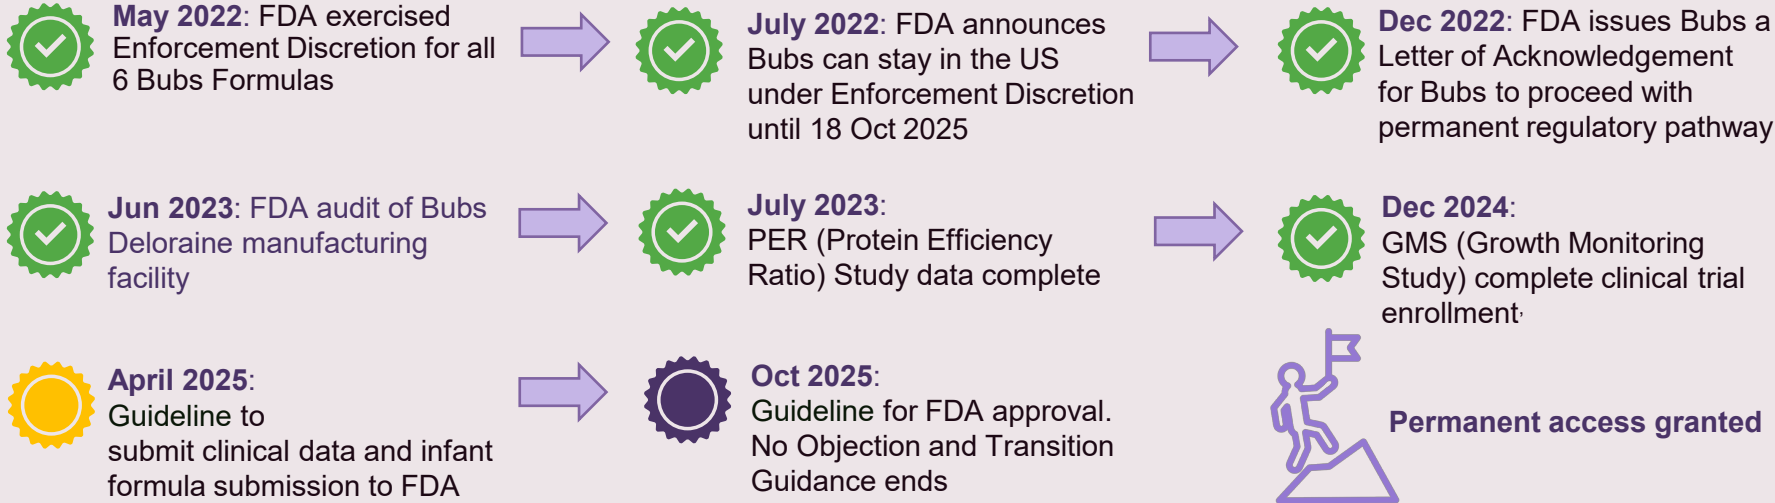 May 2022: FDA exercised
Enforcement Discretion for all
6 Bubs Formulas
July 2022: FDA announces
Bubs can stay in the US
under Enforcement Discretion
until 18 Oct 2025
Dec 2022: FDA issues Bubs a
Letter of Acknowledgement
for Bubs to proceed with
permanent regulatory pathway
Jun 2023: FDA audit of Bubs
Deloraine manufacturing
facility
July 2023:
PER (Protein Efficiency
Ratio) Study data complete
Dec 2024:
GMS (Growth Monitoring
Study) complete clinical trial
enrollment,
April 2025:
Guideline to
submit clinical data and infant
formula submission to FDA
Oct 2025:
Guideline for FDA approval.
No Objection and Transition
Guidance ends
Permanent access granted